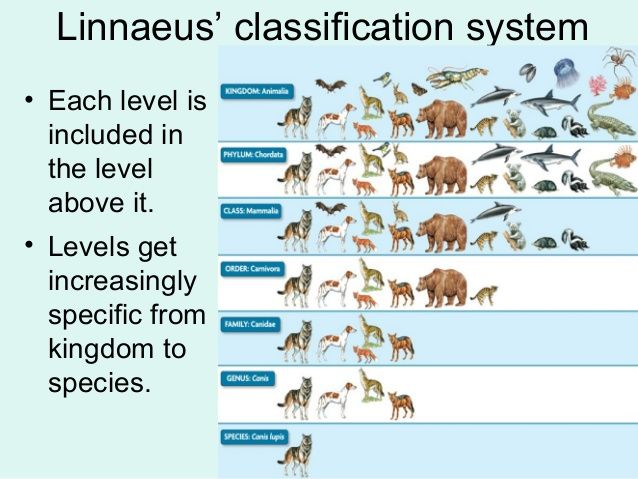 Linnaeus’ classification system
• Each level is
included in
the level
above it.
• Levels get
increasingly
specific from
kingdom to
species.
KINGDOM: Animalia
PHYLUM: Chordata
CLASS: Mammalia
ORDER: Carnivora
FAMILY: Canidae
GENUS: Canis
SPECIES: Canis lupis